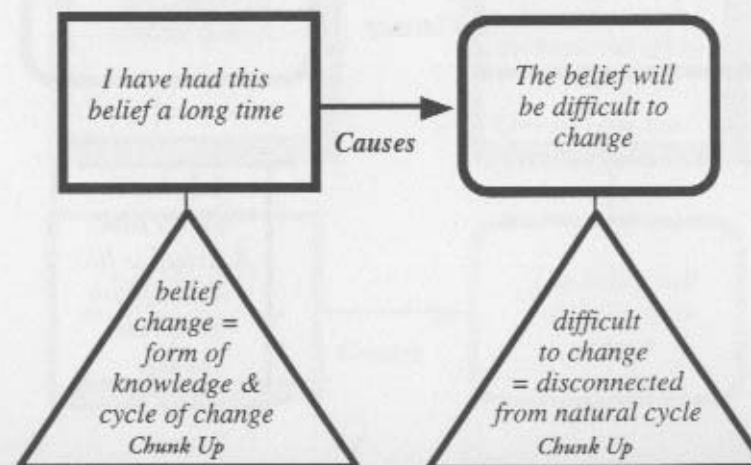 I have had this
belief a long time
Causes
The belief will
be difficult to
change
belief
change =
form of
knowledge &
cycle of change
Chunk Up
difficult
to change
= disconnected
from natural cycle
Chunk Up